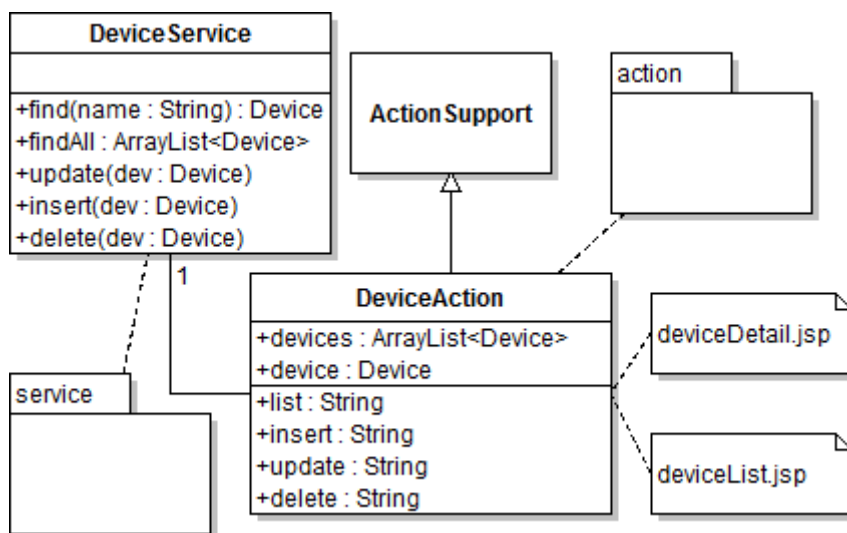 DeviceService
+find(name : String) : Device
+findAll : ArrayList<Device>
+update(dev : Device)
+insert(dev : Device)
+delete(dev : Device)
ActionSupport
action
1
DeviceAction
+devices : ArrayList<Device>
+device : Device
+list : String
+insert : String
+update : String
+delete : String
deviceDetail.jsp
service
deviceList.jsp